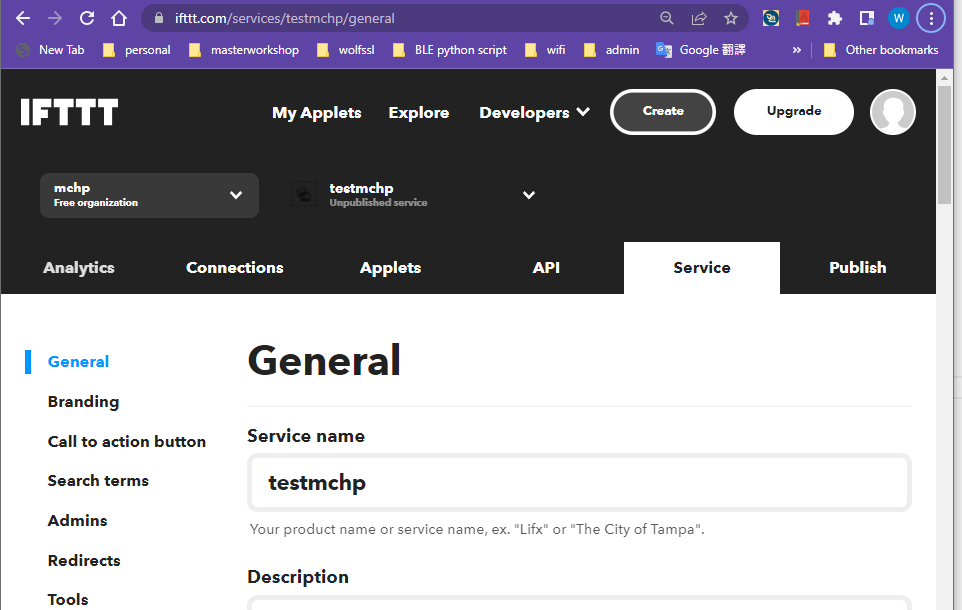 ifttt.com/services/testmchp/general
W
New Tab personal masterworkshop wolfssl BLE python script wifi admin Google 翻譯 » Other bookmarks
IFTTT My Applets Explore Developers Create Upgrade
mchp testmchp
Free organization Unpublished service
Analytics Connections Applets API Service Publish
General
General
Branding
Call to action button
Search terms
Admins
Redirects
Tools
Service name
testmchp
Your product name or service name, ex. "Lifx" or "The City of Tampa".
Description